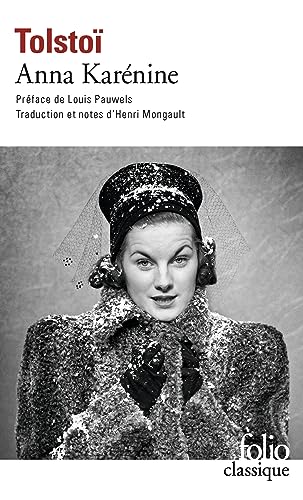 Tolstoï
Anna Karénine
Préface de Louis Pauwels
Traduction et notes d'Henri Mongault
folio
classique